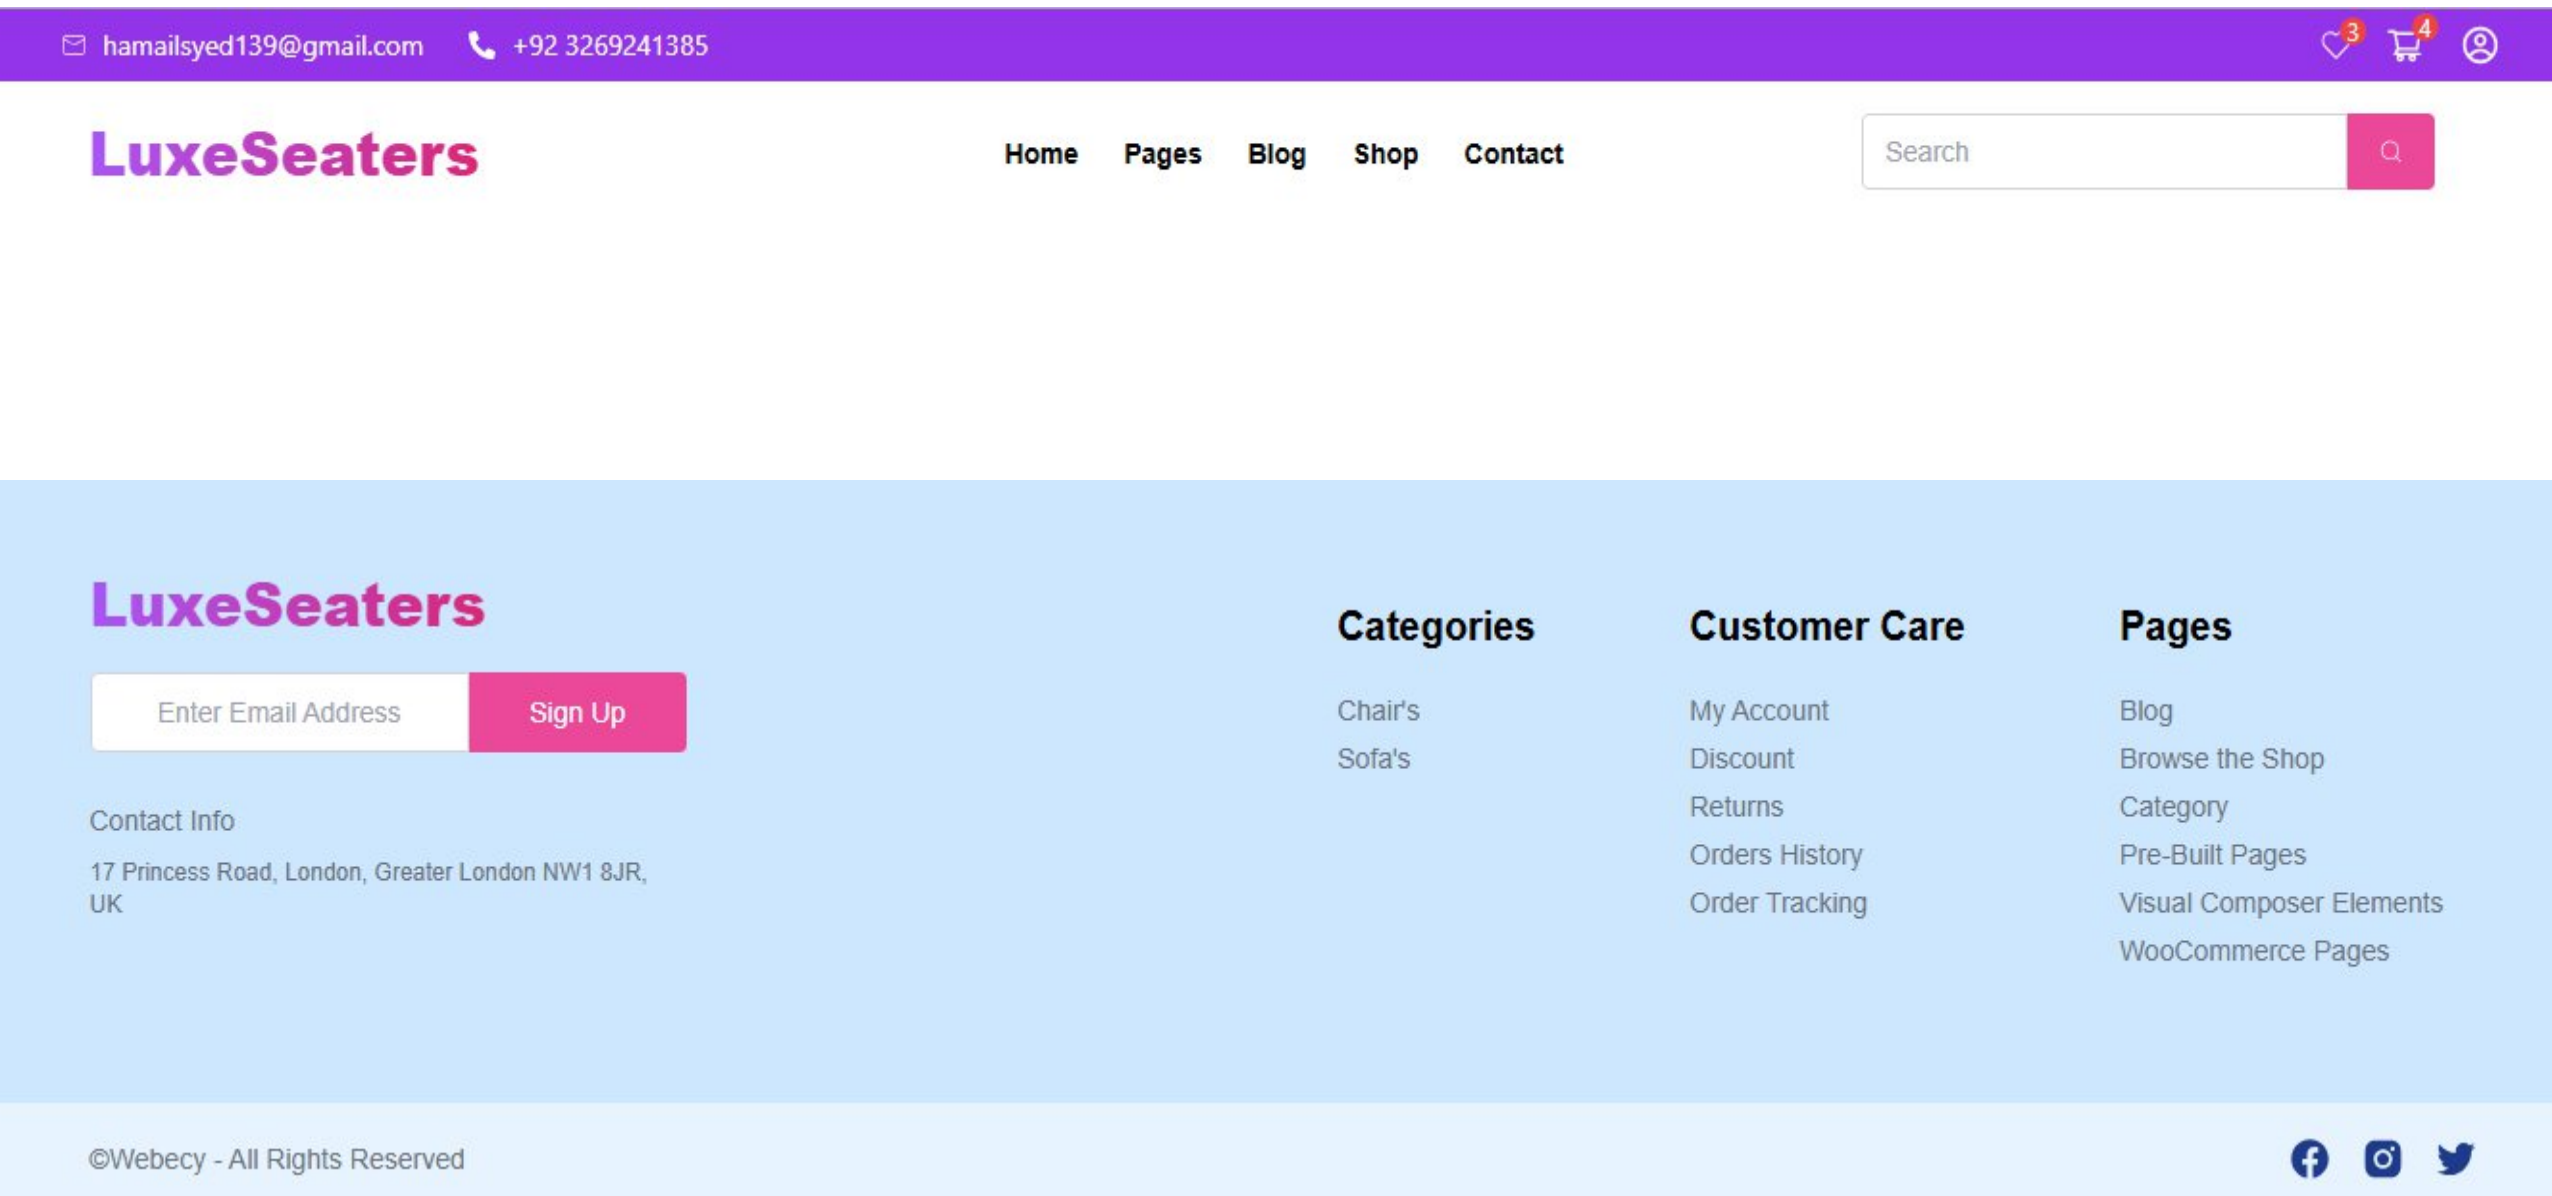 hamailsyed139@gmail.com +92 3269241385 3 4
LuxeSeaters
Home Pages Blog Shop Contact
Search
LuxeSeaters
Enter Email Address Sign Up
Contact Info
17 Princess Road, London, Greater London NW1 8JR,
UK
Categories
Chair's
Sofa's
Customer Care
My Account
Discount
Returns
Orders History
Order Tracking
Pages
Blog
Browse the Shop
Category
Pre-Built Pages
Visual Composer Elements
WooCommerce Pages
©Webecy - All Rights Reserved